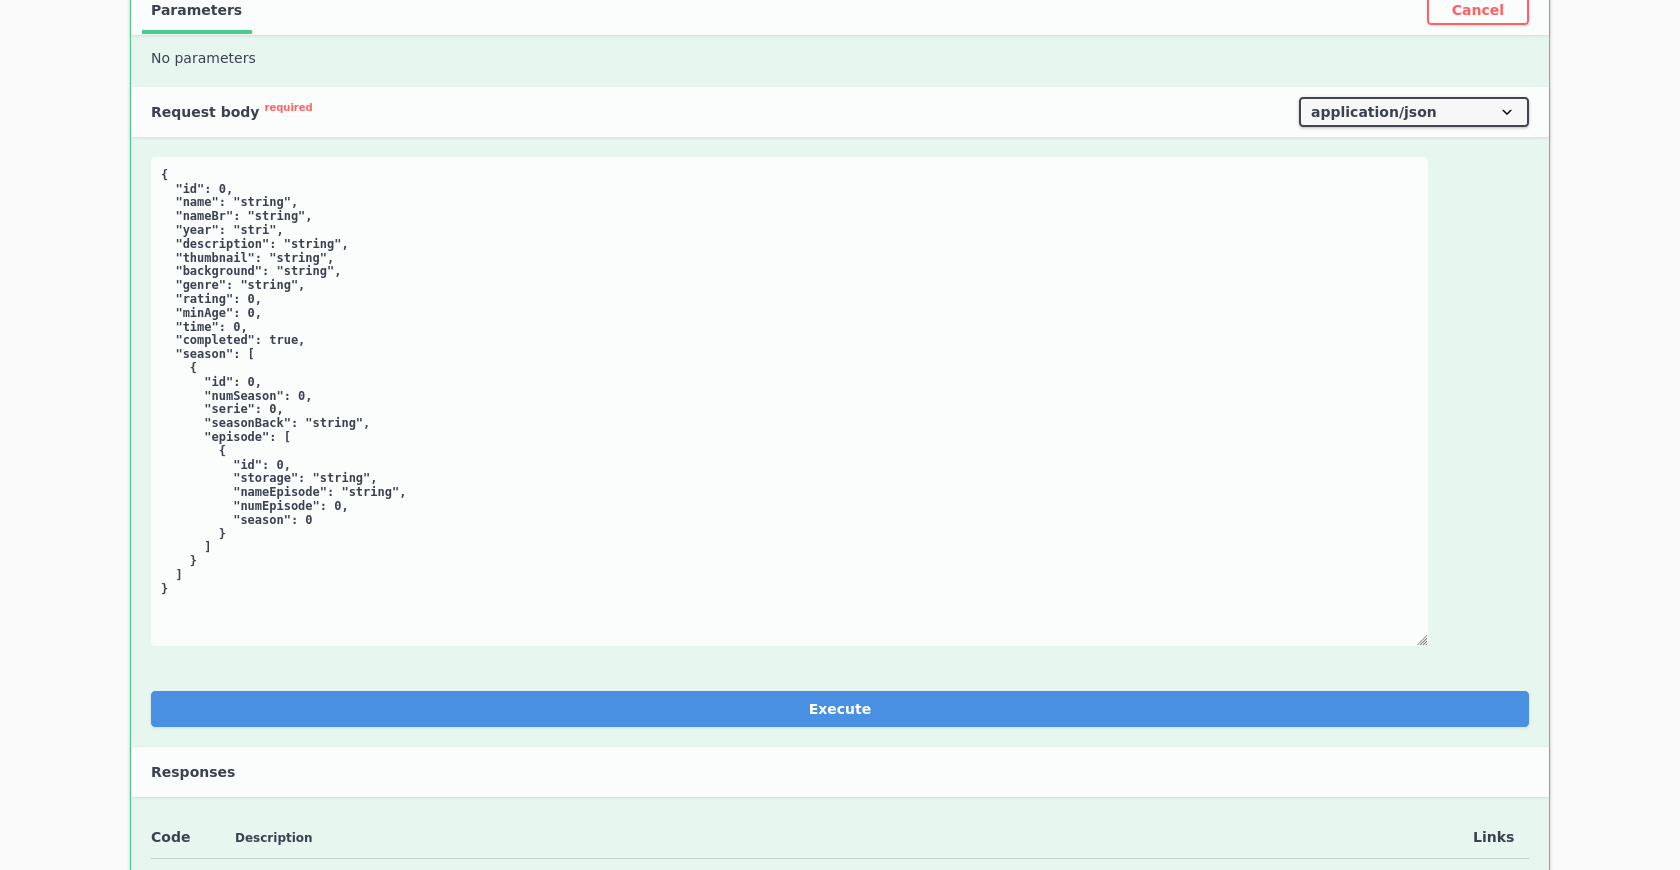 Parameters
Cancel
No parameters
Request body required
application/json
{
  "id": 0,
  "name": "string",
  "nameBr": "string",
  "year": "stri",
  "description": "string",
  "thumbnail": "string",
  "background": "string",
  "genre": "string",
  "rating": 0,
  "minAge": 0,
  "time": 0,
  "completed": true,
  "season": [
    {
      "id": 0,
      "numSeason": 0,
      "serie": 0,
      "seasonBack": "string",
      "episode": [
        {
          "id": 0,
          "storage": "string",
          "nameEpisode": "string",
          "numEpisode": 0,
          "season": 0
        }
      ]
    }
  ]
}
Execute
Responses
Code Description Links